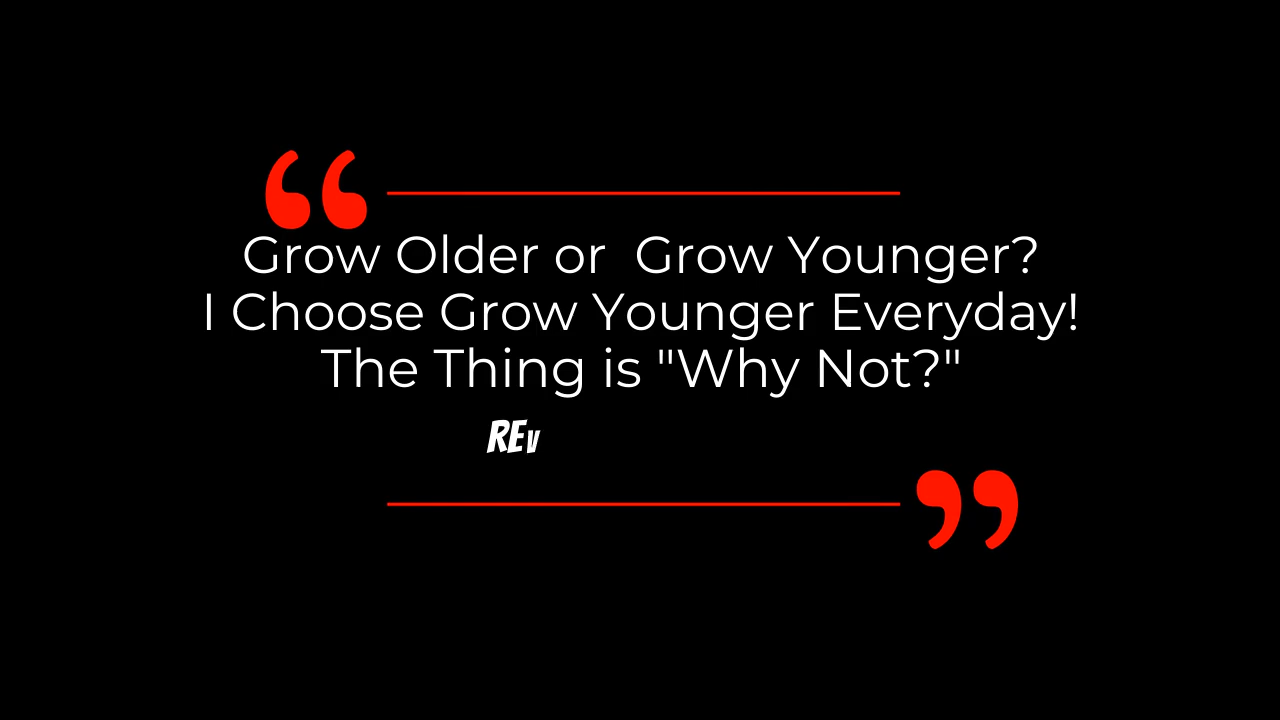 Grow Older or  Grow Younger?
I Choose Grow Younger Everyday!
The Thing is "Why Not?"
REV